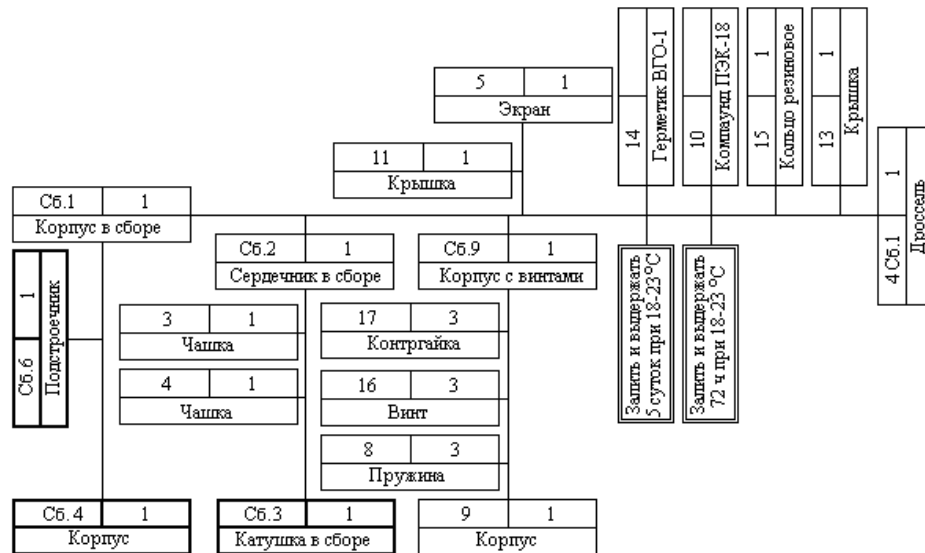 5 1
Экран
11 1
Крышка
14
Герметик ВГО-1
10
Компаунд ПЭК-18
15 1
Кольцо резиновое
13 1
Крышка
Сб.1 1
Корпус в сборе
Сб.2 1
Сердечник в сборе
Сб.9 1
Корпус с винтами
4 Сб.1 1
Дроссель
Сб.6 1
Подстроечник
3 1
Чашка
4 1
Чашка
17 3
Контргайка
16 3
Винт
8 3
Пружина
Залить и выдержать
5 суток при 18-23 °С
Залить и выдержать
72 ч при 18-23 °С
Сб.4 1
Корпус
Сб.3 1
Катушка в сборе
9 1
Корпус